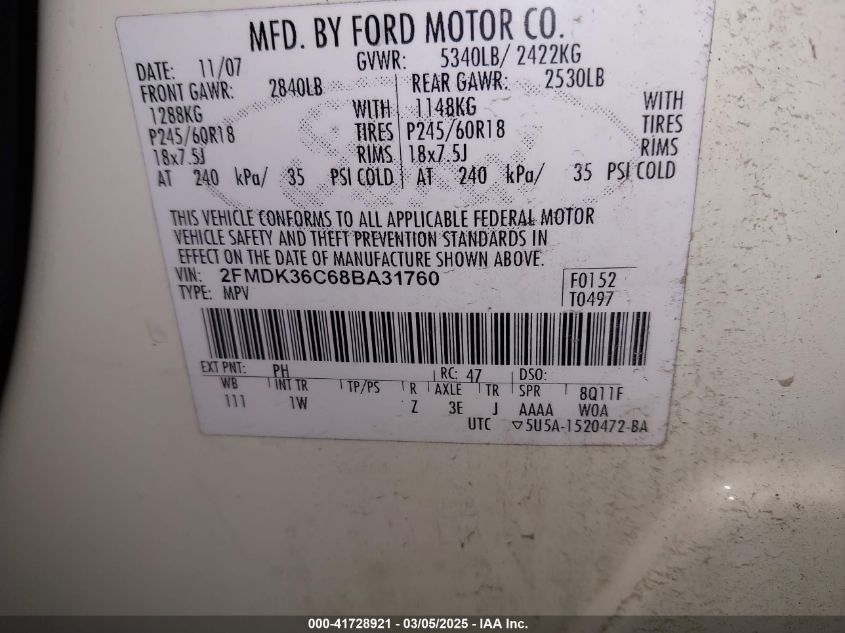 MFD. BY FORD MOTOR CO.
DATE: 11/07 GVWR: 5340LB/ 2422KG
FRONT GAWR: 2840LB REAR GAWR: 2530LB
1288KG WITH 1148KG WITH
P245/60R18 TIRES P245/60R18 TIRES
18x7.5J RIMS 18x7.5J RIMS
AT 240 kPa/ 35 PSI COLD AT 240 kPa/ 35 PSI COLD
THIS VEHICLE CONFORMS TO ALL APPLICABLE FEDERAL MOTOR
VEHICLE SAFETY AND THEFT PREVENTION STANDARDS IN
EFFECT ON THE DATE OF MANUFACTURE SHOWN ABOVE.
VIN: 2FMDK36C68BA31760 F0152
TYPE: MPV T0497
EXT PNT: PH RC: 47 DSO:
WB INT TR TP/PS R AXLE TR SPR 8Q11F
111 1W Z 3E J AAAA W0A
UTC ▽5U5A-1520472-BA
000-41728921 - 03/05/2025 - IAA Inc.